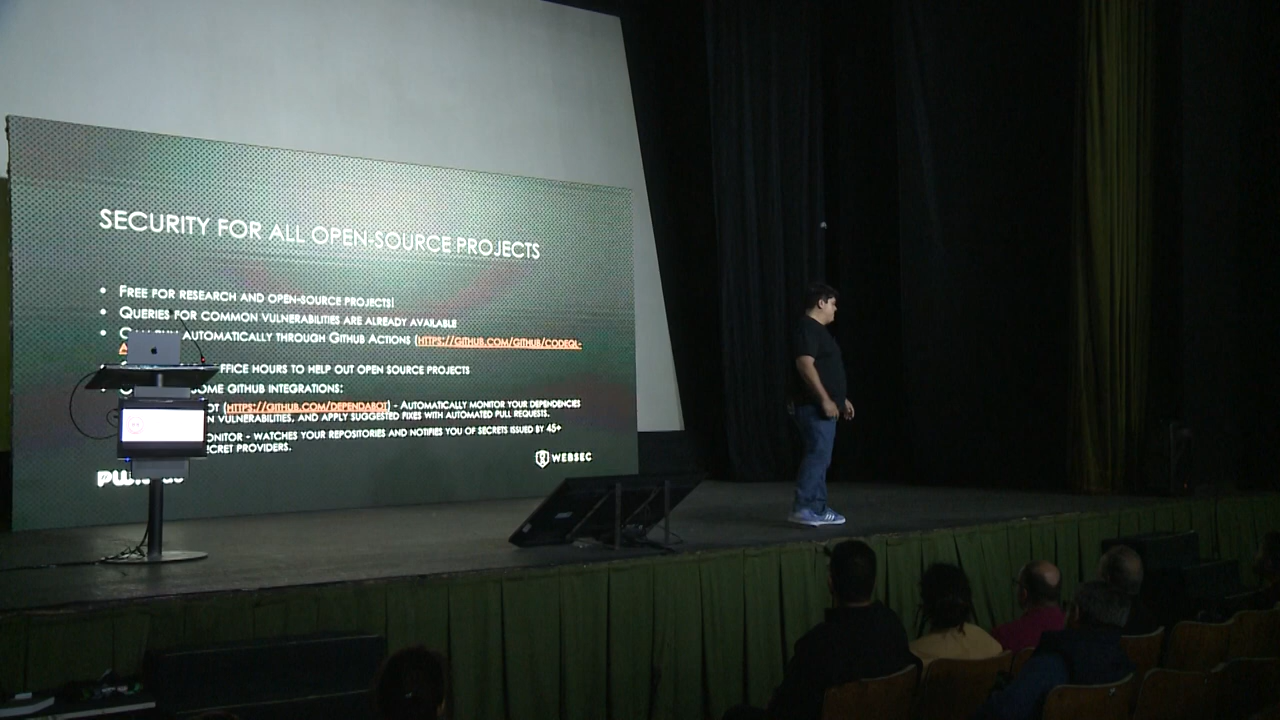 SECURITY FOR ALL OPEN-SOURCE PROJECTS
• FREE FOR RESEARCH AND OPEN-SOURCE PROJECTS!
• QUERIES FOR COMMON VULNERABILITIES ARE ALREADY AVAILABLE
• AUTOMATICALLY THROUGH GITHUB ACTIONS (HTTPS://GITHUB.COM/GITHUB/CODEQL-
OFFICE HOURS TO HELP OUT OPEN SOURCE PROJECTS
SOME GITHUB INTEGRATIONS:
(HTTPS://GITHUB.COM/DEPENDABOT) - AUTOMATICALLY MONITOR YOUR DEPENDENCIES
VULNERABILITIES, AND APPLY SUGGESTED FIXES WITH AUTOMATED PULL REQUESTS.
- WATCHES YOUR REPOSITORIES AND NOTIFIES YOU OF SECRETS ISSUED BY 45+
PROVIDERS.
WEBSEC